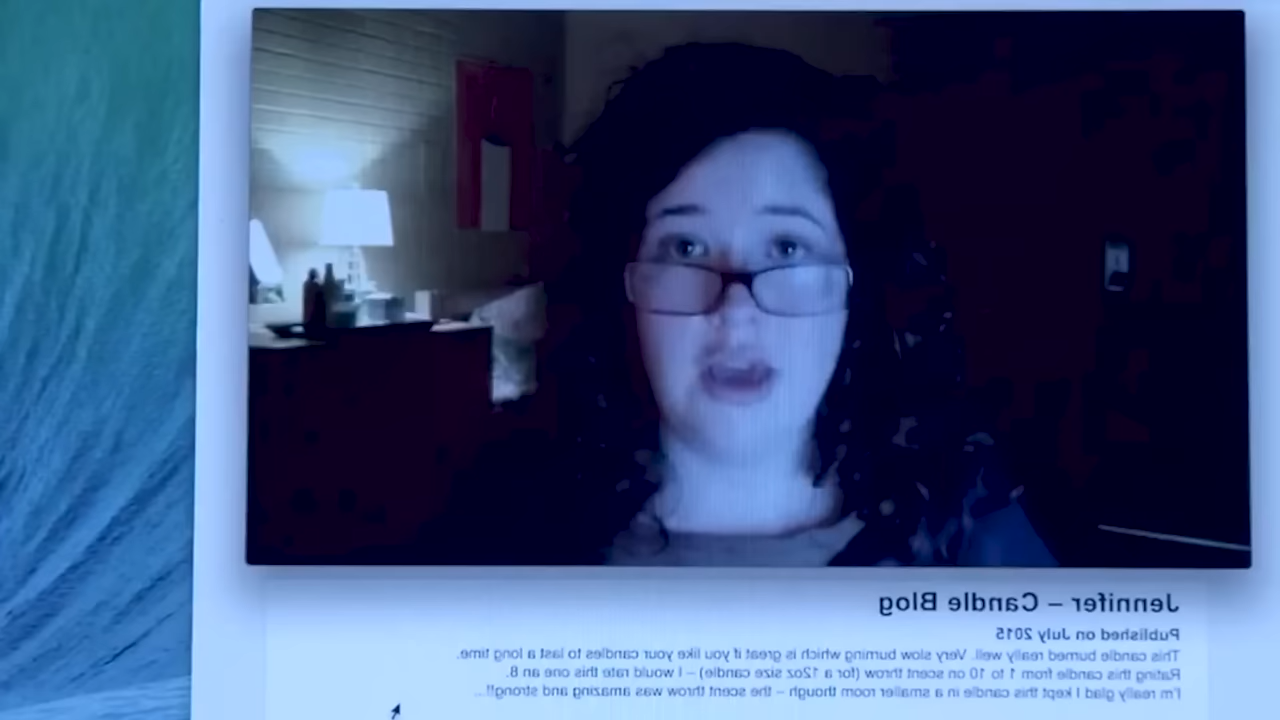 Jennifer – Candle Blog
Published on July 2015
This candle burned really well. Very slow burning which is great if you like your candles to last a long time.
Rating this candle from 1 to 10 on scent throw (for a 12oz size candle) – I would rate this one an 8.
I'm really glad I kept this candle in a smaller room though – the scent throw was amazing and strong!!...